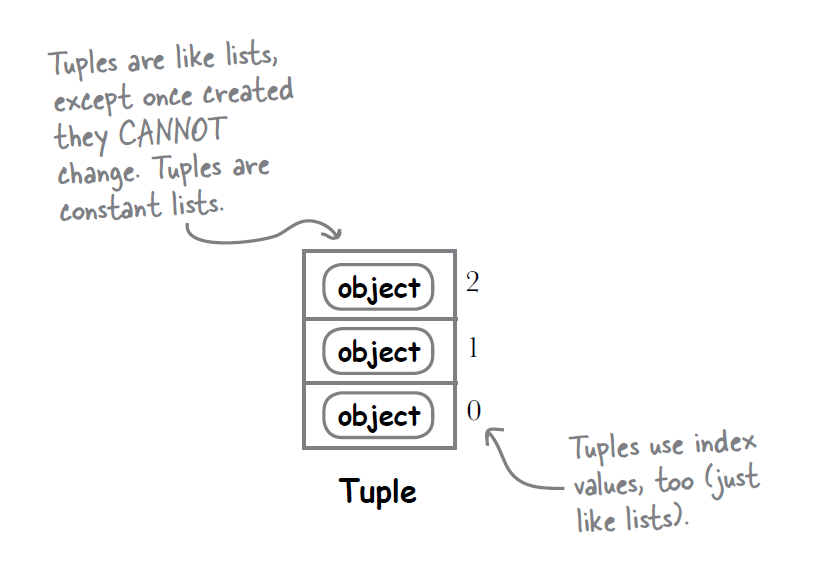 Tuples are like lists,
except once created
they CANNOT
change. Tuples are
constant lists.
object 2
object 1
object 0
Tuple
Tuples use index
values, too (just
like lists).